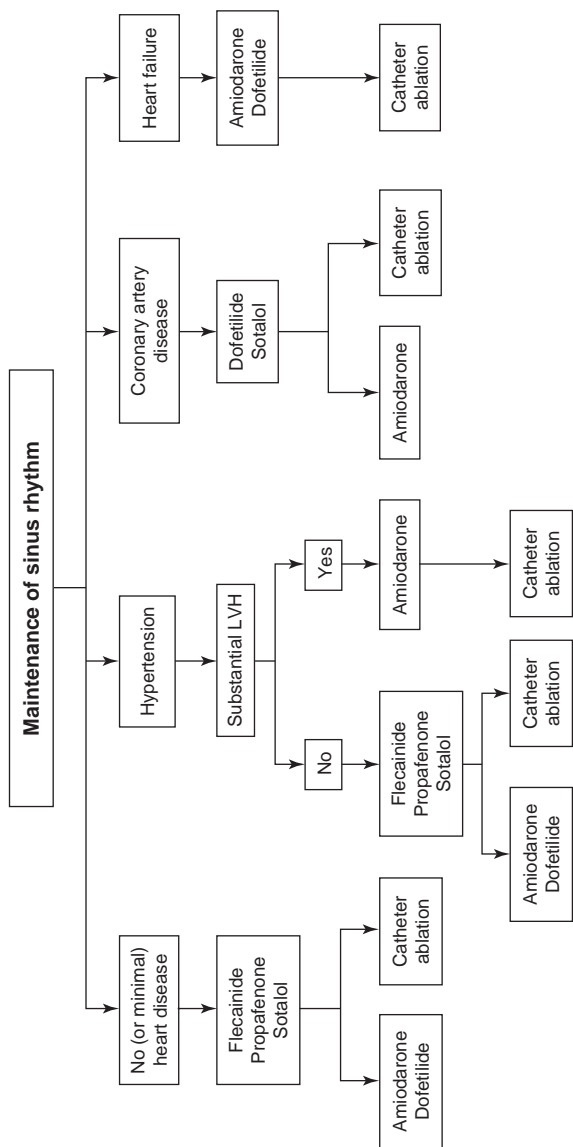 Maintenance of sinus rhythm
No (or minimal)
heart disease
Flecainide
Propafenone
Sotalol
Amiodarone
Dofetilide
Catheter
ablation
Hypertension
Substantial LVH
No
Flecainide
Propafenone
Sotalol
Amiodarone
Dofetilide
Catheter
ablation
Yes
Amiodarone
Catheter
ablation
Coronary artery
disease
Dofetilide
Sotalol
Amiodarone
Catheter
ablation
Heart failure
Amiodarone
Dofetilide
Catheter
ablation